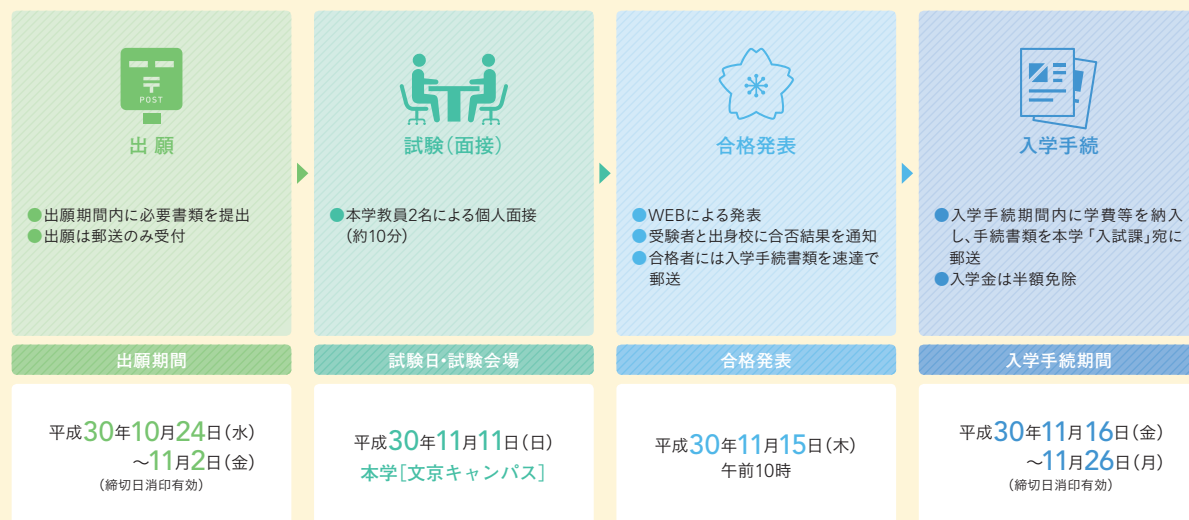 〒
POST
出 願
●出願期間内に必要書類を提出
●出願は郵送のみ受付
出願期間
平成30年10月24日(水)
～11月2日(金)
(締切日消印有効)
試験(面接)
●本学教員2名による個人面接
(約10分)
試験日・試験会場
平成30年11月11日(日)
本学[文京キャンパス]
合格発表
●WEBによる発表
●受験者と出身校に合否結果を通知
●合格者には入学手続書類を速達で
郵送
合格発表
平成30年11月15日(木)
午前10時
入学手続
●入学手続期間内に学費等を納入
し、手続書類を本学「入試課」宛に
郵送
●入学金は半額免除
入学手続期間
平成30年11月16日(金)
～11月26日(月)
(締切日消印有効)